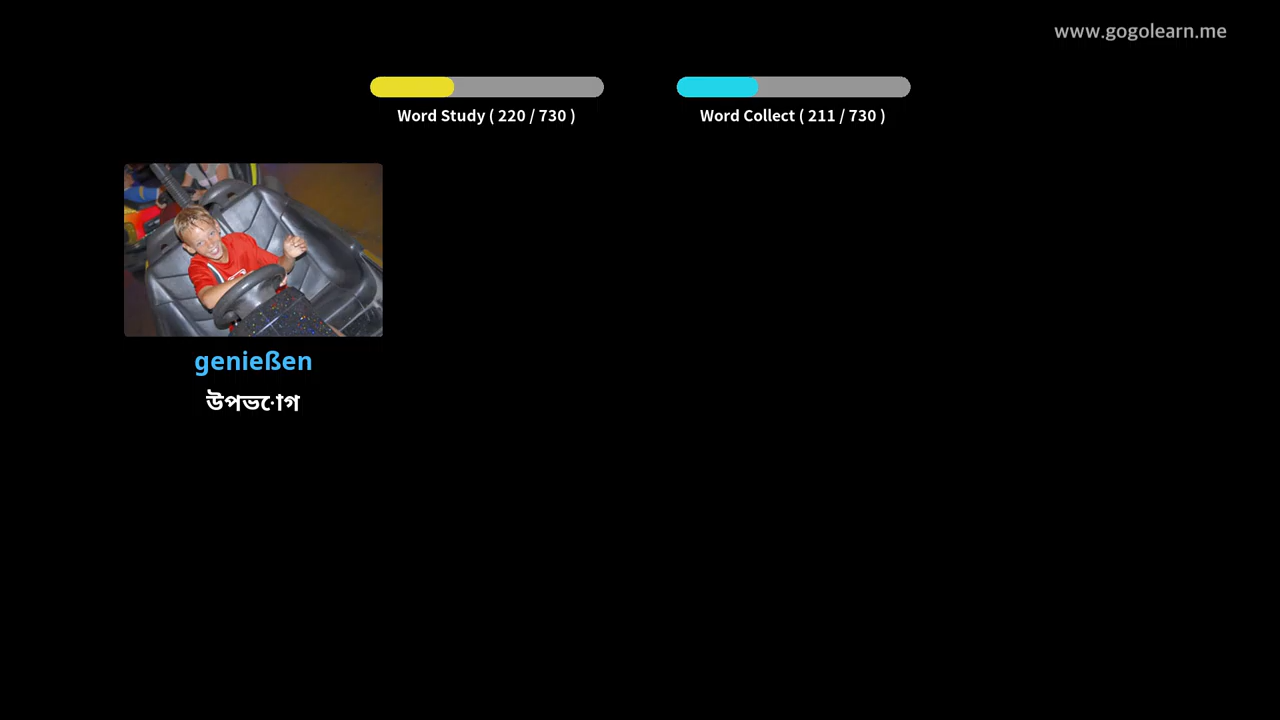 www.gogolearn.me
Word Study ( 220 / 730 )
Word Collect ( 211 / 730 )
genießen
উপভোগ